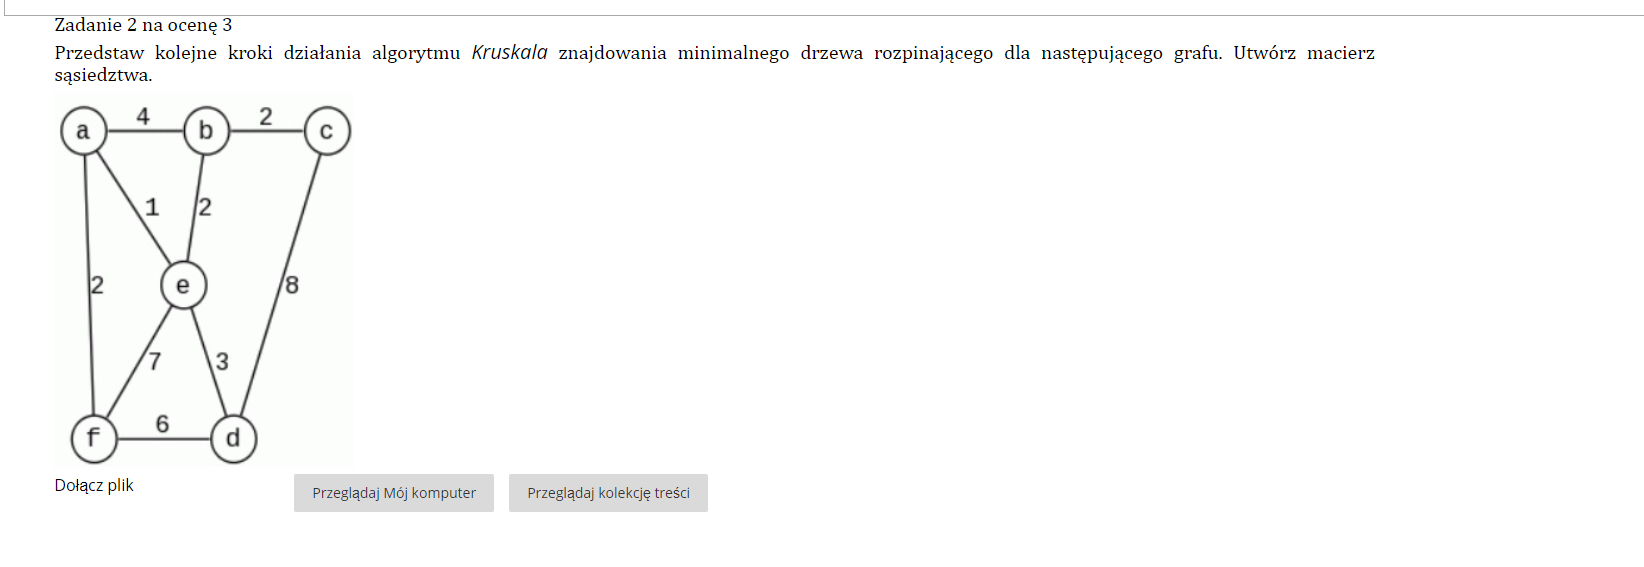 Zadanie 2 na ocenę 3
Przedstaw kolejne kroki działania algorytmu Kruskala znajdowania minimalnego drzewa rozpinającego dla następującego grafu. Utwórz macierz
sąsiedztwa.
a 4 b 2 c
1 2
2 e 8
7 3
f 6 d
Dołącz plik Przeglądaj Mój komputer Przeglądaj kolekcję treści